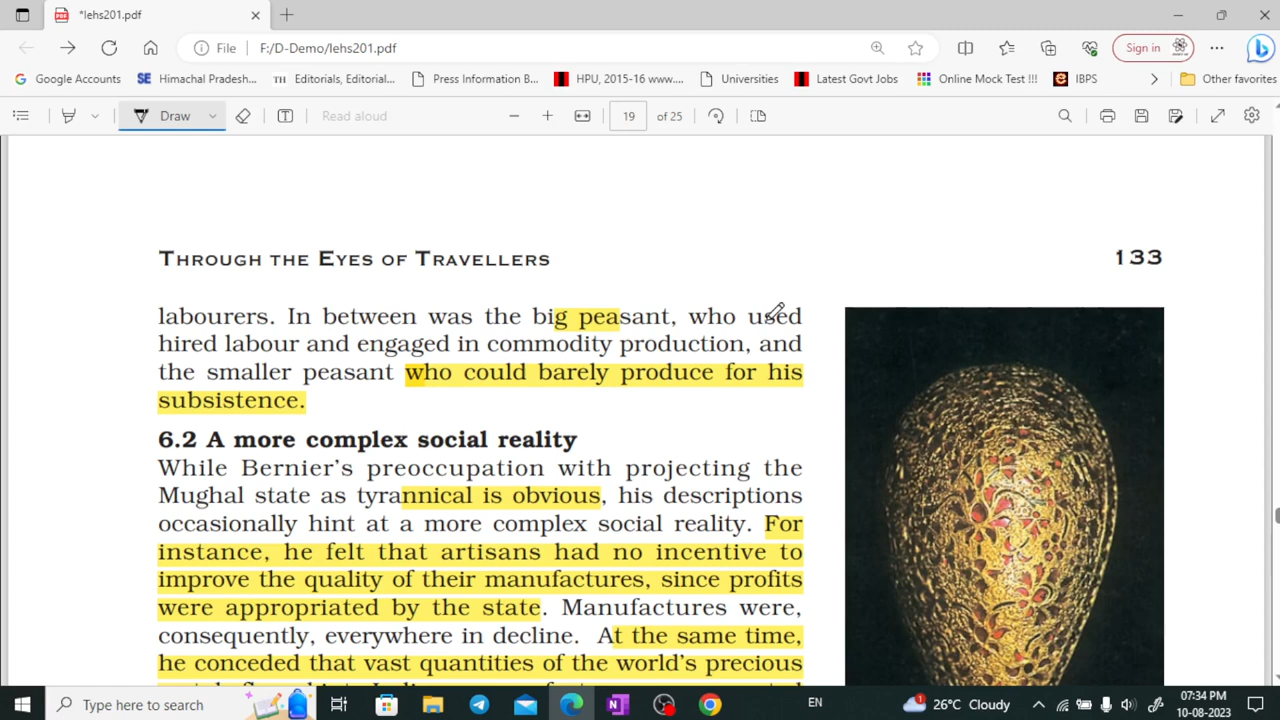 *lehs201.pdf
File F:/D-Demo/lehs201.pdf Sign in
Google Accounts SE Himachal Pradesh... TH Editorials, Editorial... Press Information B... HPU, 2015-16 www.... Universities Latest Govt Jobs Online Mock Test !!! IBPS Other favorites
Draw Read aloud 19 of 25
THROUGH THE EYES OF TRAVELLERS 133
labourers. In between was the big peasant, who used
hired labour and engaged in commodity production, and
the smaller peasant who could barely produce for his
subsistence.
6.2 A more complex social reality
While Bernier's preoccupation with projecting the
Mughal state as tyrannical is obvious, his descriptions
occasionally hint at a more complex social reality. For
instance, he felt that artisans had no incentive to
improve the quality of their manufactures, since profits
were appropriated by the state. Manufactures were,
consequently, everywhere in decline. At the same time,
he conceded that vast quantities of the world's precious
Type here to search EN 1 26°C Cloudy 07:34 PM
10-08-2023